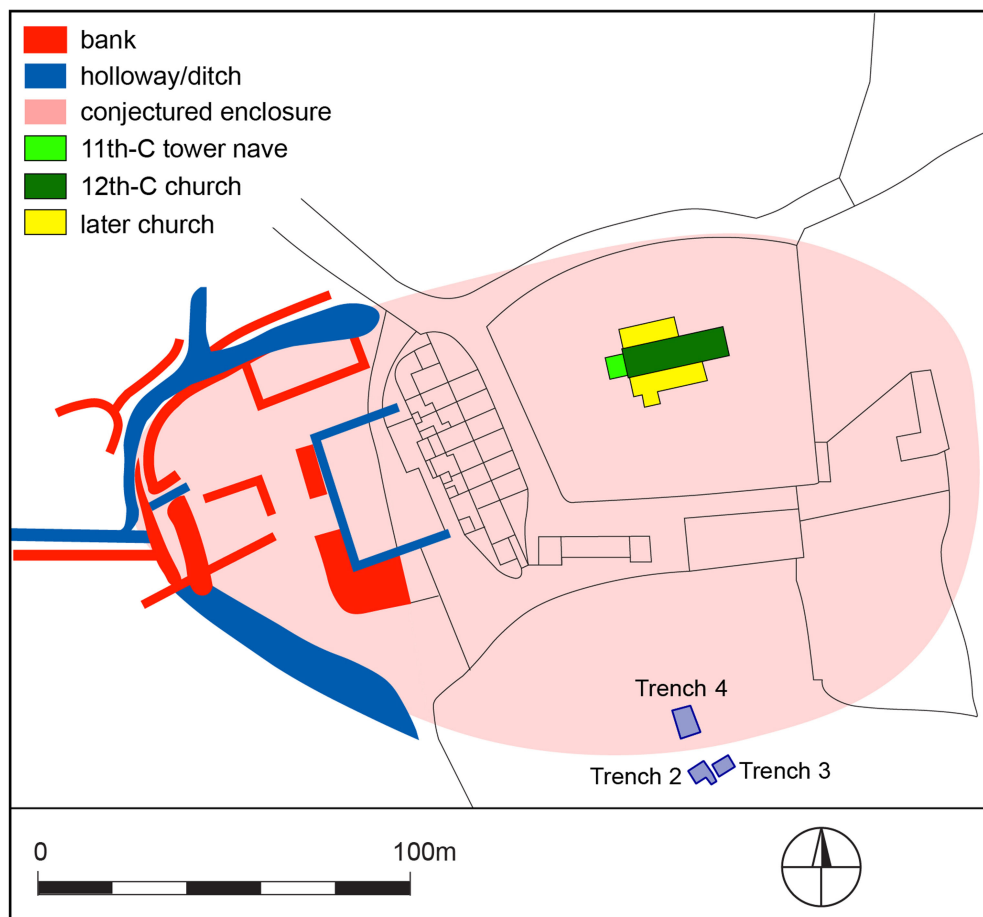 bank
holloway/ditch
conjectured enclosure
11th-C tower nave
12th-C church
later church
Trench 4
Trench 2
Trench 3
0
100m